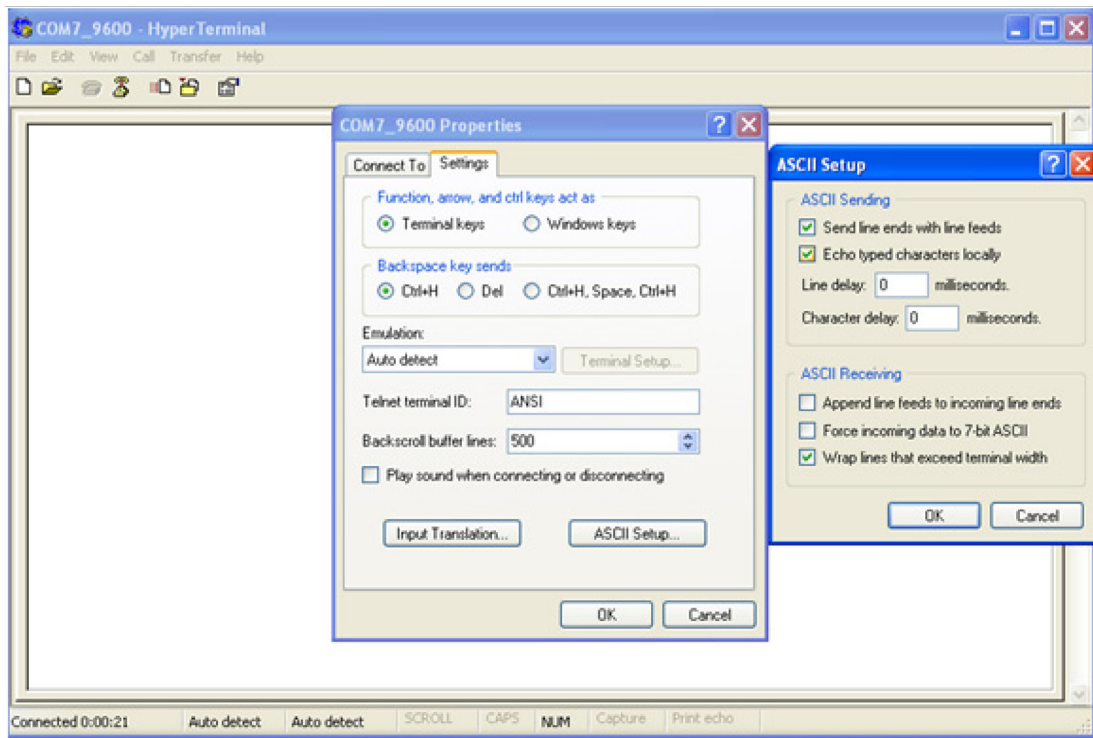 COM7_9600 - HyperTerminal
File Edit View Call Transfer Help
COM7_9600 Properties
Connect To Settings
Function, arrow, and ctrl keys act as
Terminal keys Windows keys
Backspace key sends
Ctrl+H Del Ctrl+H, Space, Ctrl+H
Emulation:
Auto detect Terminal Setup...
Telnet terminal ID: ANSI
Backscroll buffer lines: 500
Play sound when connecting or disconnecting
Input Translation... ASCII Setup...
OK Cancel
ASCII Setup
ASCII Sending
Send line ends with line feeds
Echo typed characters locally
Line delay: 0 milliseconds.
Character delay: 0 milliseconds.
ASCII Receiving
Append line feeds to incoming line ends
Force incoming data to 7-bit ASCII
Wrap lines that exceed terminal width
OK Cancel
Connected 0:00:21 Auto detect Auto detect SCROLL CAPS NUM Capture Print echo